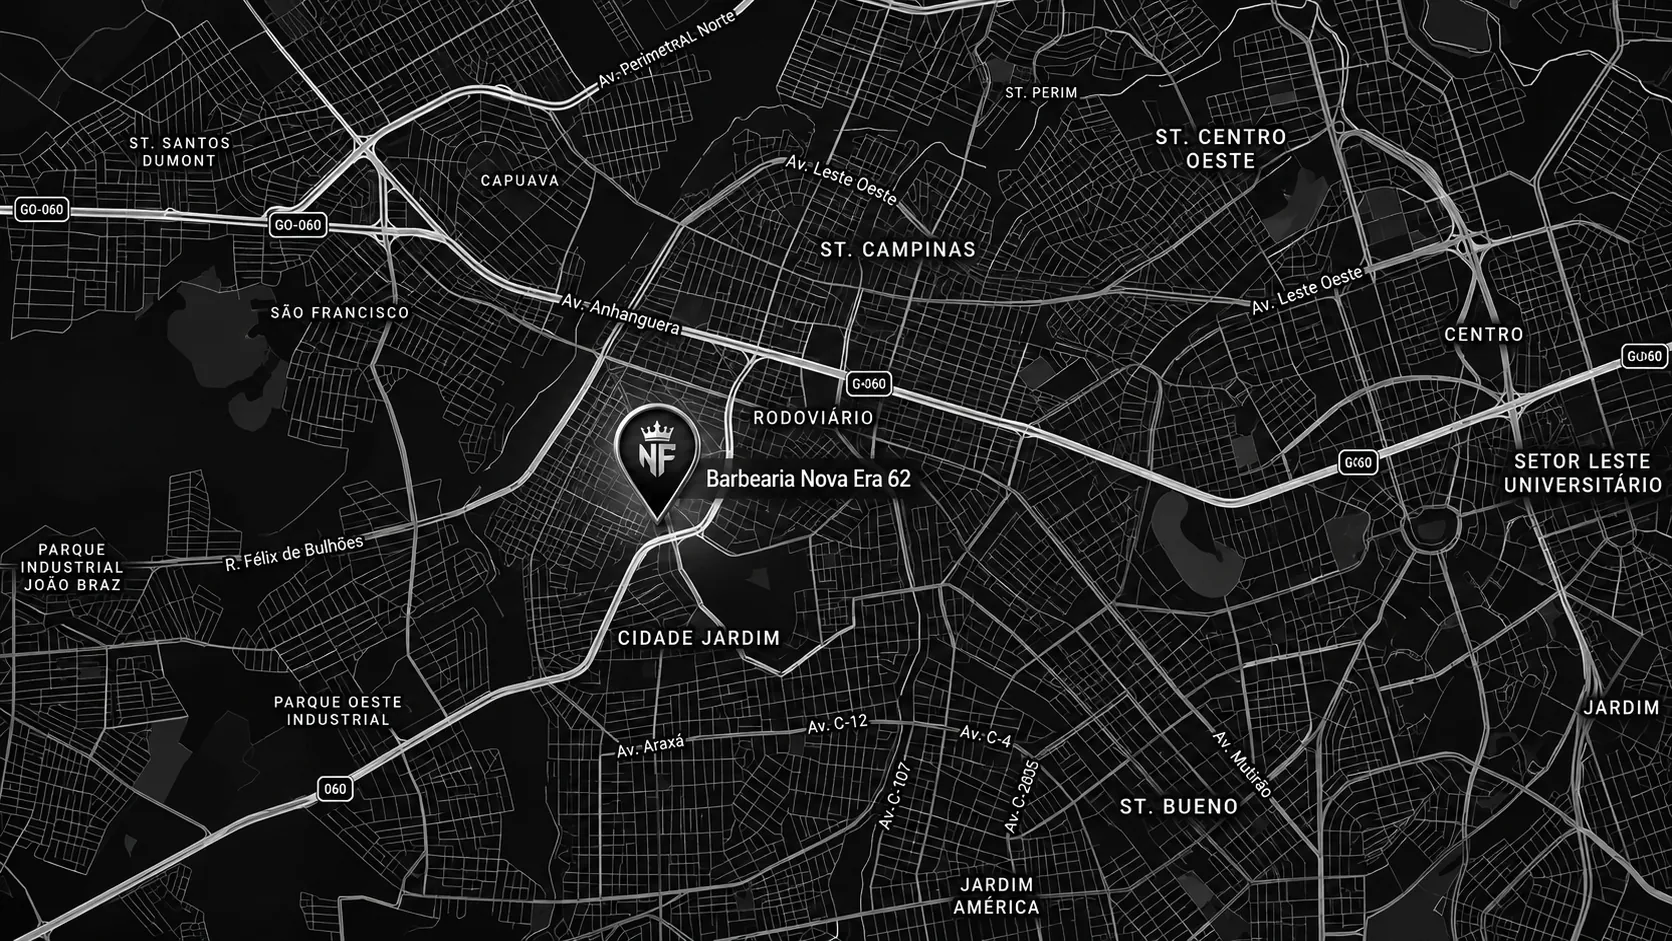 Av. PerimetRAL Norte
ST. PERIM
ST. SANTOS
DUMONT
ST. CENTRO
OESTE
CAPUAVA
Av. Leste Oeste
GO-060
GO-060
ST. CAMPINAS
Av. Leste Oeste
SÃO FRANCISCO
Av. Anhanguera
CENTRO
RODOVIÁRIO
NF
Barbearia Nova Era 62
SETOR LESTE
UNIVERSITÁRIO
R. Félix de Bulhões
PARQUE
INDUSTRIAL
JOÃO BRAZ
CIDADE JARDIM
PARQUE OESTE
INDUSTRIAL
JARDIM
Av. Araxá
Av. C-12
Av. C-4
Av. Mutirão
060
Av. C-107
ST. BUENO
JARDIM
AMÉRICA